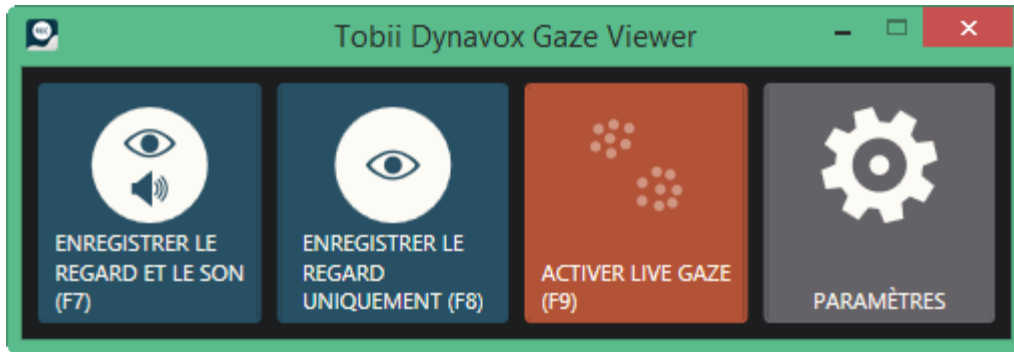 Tobii Dynavox Gaze Viewer
ENREGISTRER LE
REGARD ET LE SON
(F7)
ENREGISTRER LE
REGARD
UNIQUEMENT (F8)
ACTIVER LIVE GAZE
(F9)
PARAMÈTRES